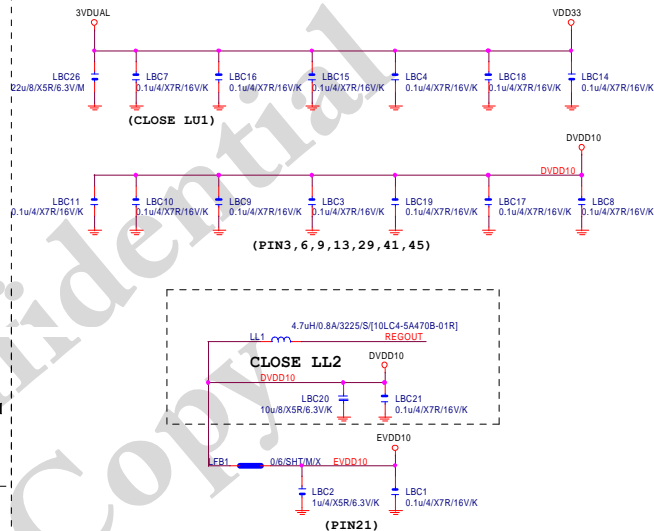 3VDUAL VDD33
LBC26 LBC7 LBC16 LBC15 LBC4 LBC18 LBC14
22u/8/X5R/6.3V/M 0.1u/4/X7R/16V/K 0.1u/4/X7R/16V/K 0.1u/4/X7R/16V/K 0.1u/4/X7R/16V/K 0.1u/4/X7R/16V/K 0.1u/4/X7R/16V/K
(CLOSE LU1)
DVDD10
DVDD10
LBC11 LBC10 LBC9 LBC3 LBC19 LBC17 LBC8
0.1u/4/X7R/16V/K 0.1u/4/X7R/16V/K 0.1u/4/X7R/16V/K 0.1u/4/X7R/16V/K 0.1u/4/X7R/16V/K 0.1u/4/X7R/16V/K 0.1u/4/X7R/16V/K
(PIN3,6,9,13,29,41,45)
4.7uH/0.8A/3225/S/[10LC4-5A470B-01R]
LL1 REGOUT
CLOSE LL2
DVDD10
DVDD10
LBC20 LBC21
10u/8/X5R/6.3V/K 0.1u/4/X7R/16V/K
EVDD10
LFB1 0/6/SHT/M/X EVDD10
LBC2 LBC1
1u/4/X5R/6.3V/K 0.1u/4/X7R/16V/K
(PIN21)
Copy